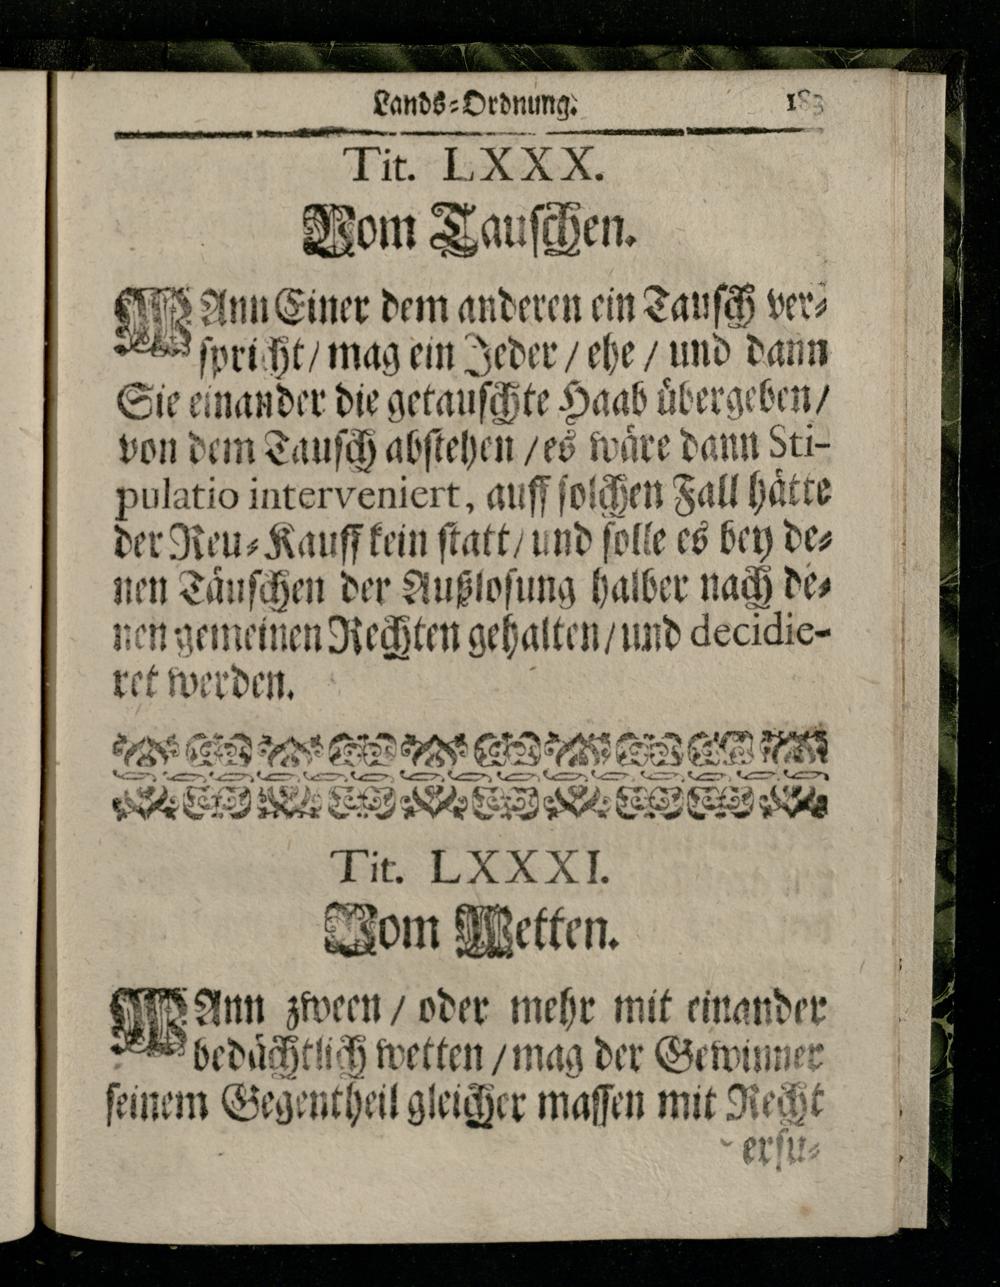 Lands-Ordnung. 183
Tit. LXXX.
Vom Tauschen.
WAnn Einer dem anderen ein Tausch ver-
spricht / mag ein Jeder / ehe / und dann
Sie einander die getauschte Haab übergeben /
von dem Tausch abstehen / es wäre dann Sti-
pulatio interveniert, auff solchen Fall hätte
der Reu-Kauff kein statt / und solle es bey de-
nen Täuschen der Außlosung halber nach de-
nen gemeinen Rechten gehalten / und decidie-
ret werden.
Tit. LXXXI.
Vom Wetten.
WAnn zween / oder mehr mit einander
bedächtlich wetten / mag der Gewinner
seinem Gegentheil gleicher massen mit Recht
ersu-